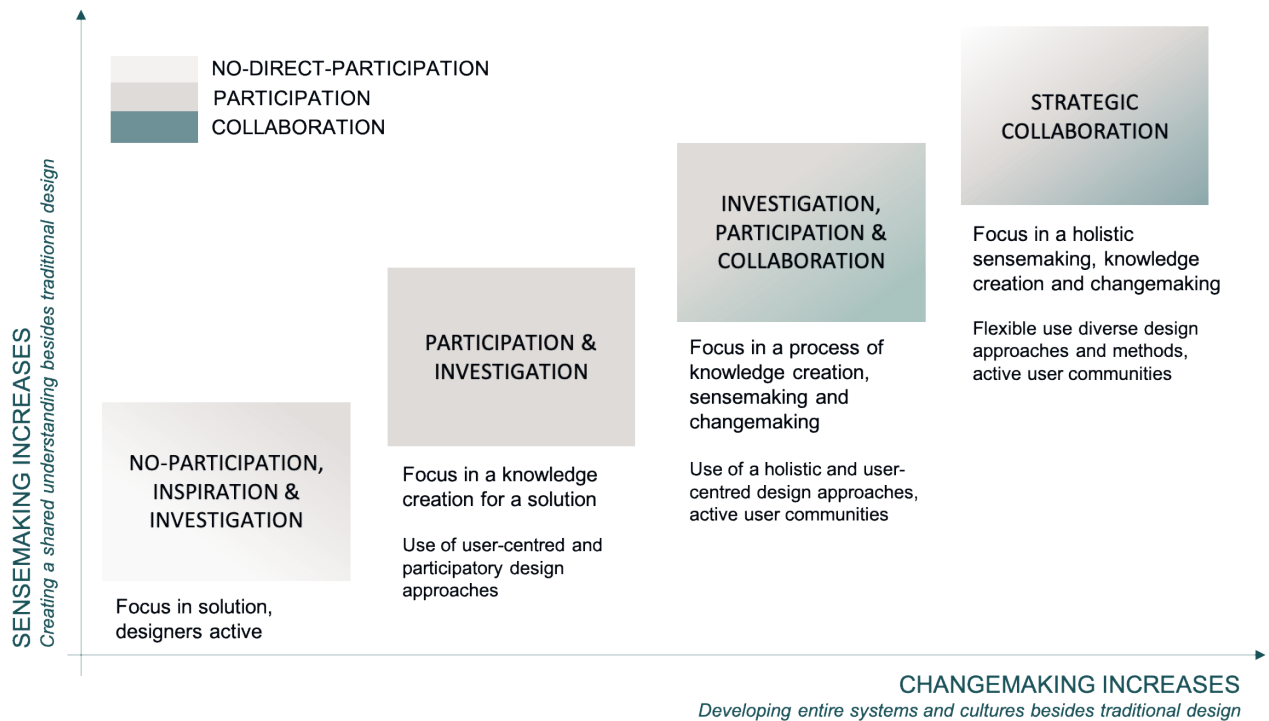 NO-DIRECT-PARTICIPATION
PARTICIPATION
COLLABORATION
STRATEGIC
COLLABORATION
Focus in a holistic
sensemaking, knowledge
creation and changemaking
Flexible use diverse design
approaches and methods,
active user communities
INVESTIGATION,
PARTICIPATION &
COLLABORATION
Focus in a process of
knowledge creation,
sensemaking and
changemaking
Use of a holistic and user-
centred design approaches,
active user communities
PARTICIPATION &
INVESTIGATION
Focus in a knowledge
creation for a solution
Use of user-centred and
participatory design
approaches
NO-PARTICIPATION,
INSPIRATION &
INVESTIGATION
Focus in solution,
designers active
SENSEMAKING INCREASES
Creating a shared understanding besides traditional design
CHANGEMAKING INCREASES
Developing entire systems and cultures besides traditional design